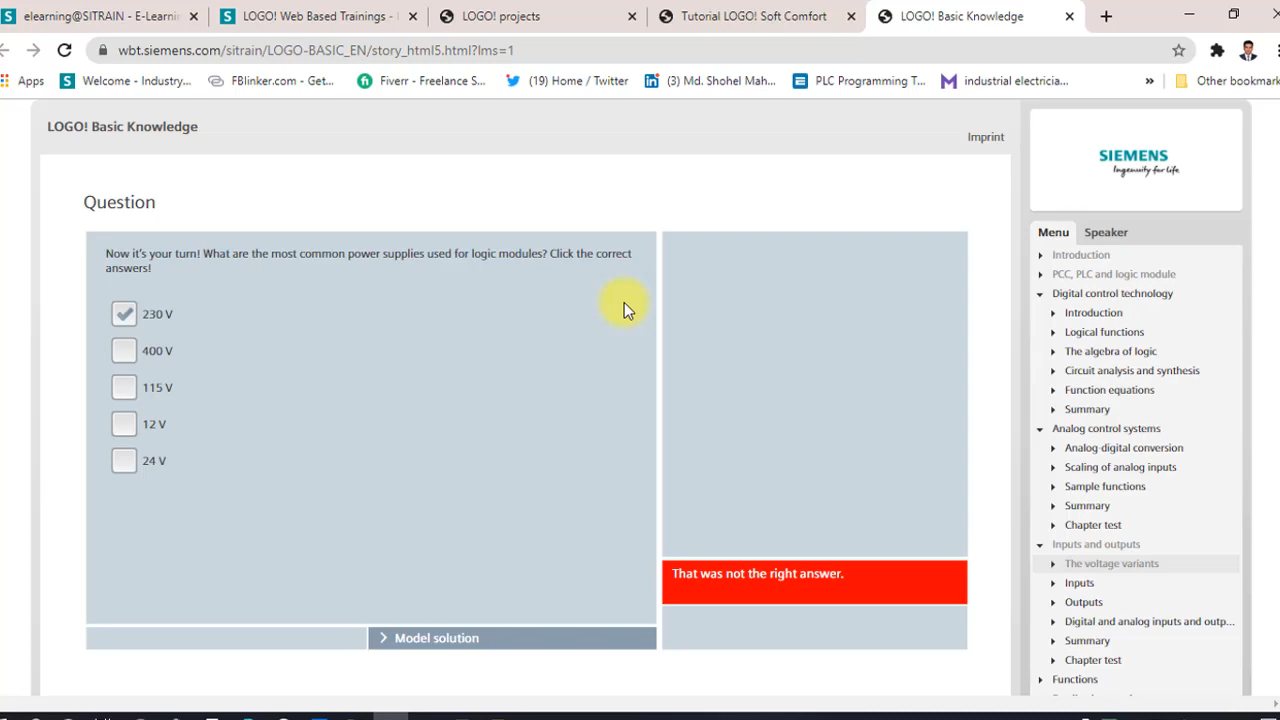 elearning@SITRAIN - E-Learni
LOGO! Web Based Trainings -
LOGO! projects
Tutorial LOGO! Soft Comfort
LOGO! Basic Knowledge
wbt.siemens.com/sitrain/LOGO-BASIC_EN/story_html5.html?lms=1
Apps
Welcome - Industry...
FBlinker.com - Get...
Fiverr - Freelance S...
(19) Home / Twitter
(3) Md. Shohel Mah...
PLC Programming T...
industrial electricia...
»
Other bookmark
LOGO! Basic Knowledge
Imprint
SIEMENS
Ingenuity for life
Question
Now it's your turn! What are the most common power supplies used for logic modules? Click the correct
answers!
230 V
400 V
115 V
12 V
24 V
That was not the right answer.
Model solution
Menu
Speaker
Introduction
PCC, PLC and logic module
Digital control technology
Introduction
Logical functions
The algebra of logic
Circuit analysis and synthesis
Function equations
Summary
Analog control systems
Analog-digital conversion
Scaling of analog inputs
Sample functions
Summary
Chapter test
Inputs and outputs
The voltage variants
Inputs
Outputs
Digital and analog inputs and outp...
Summary
Chapter test
Functions